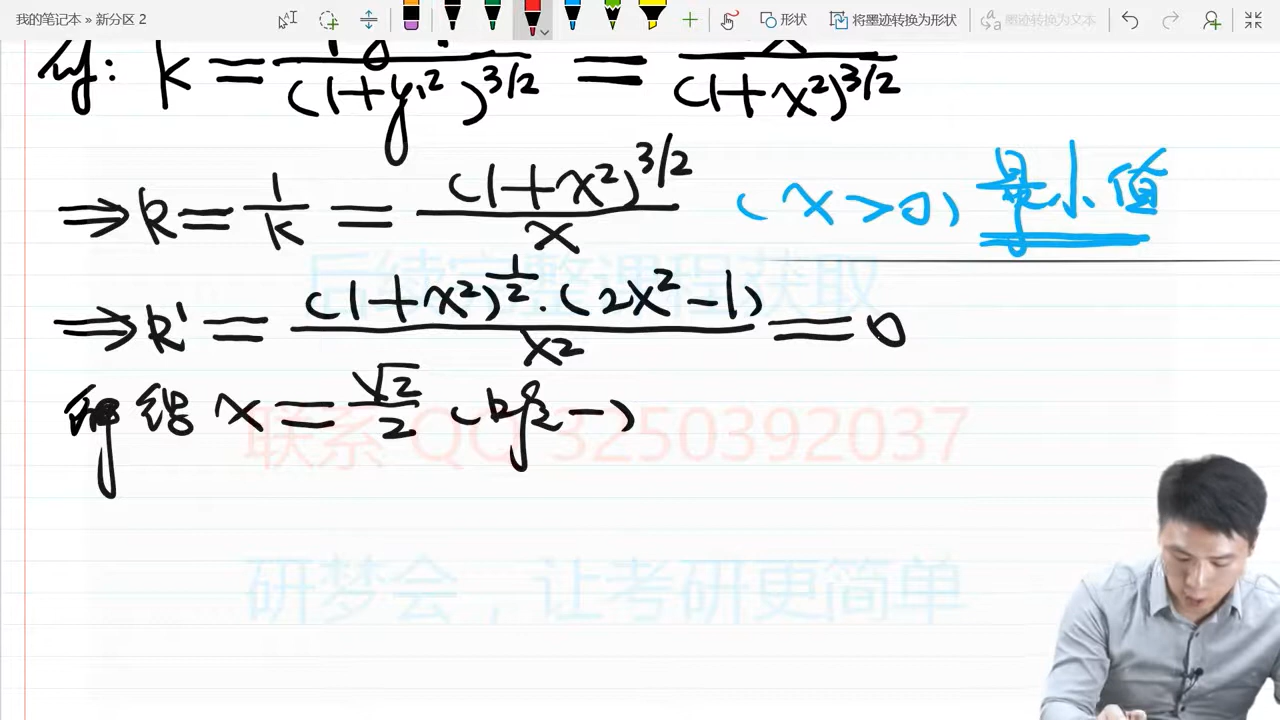 我的笔记本 » 新分区 2
形状 将墨迹转换为形状 墨迹转换为文本
k = / (1+y'²)^3/2 = / (1+x²)^3/2
⇒ R = 1/k = (1+x²)^3/2 / x (x>0) 最小值
后续完整课程获取
⇒ R' = (1+x²)^1/2 · (2x²-1) / x² = 0
解得 x = √2/2 (唯一)
联系 QQ 3250392037
研梦会，让考研更简单